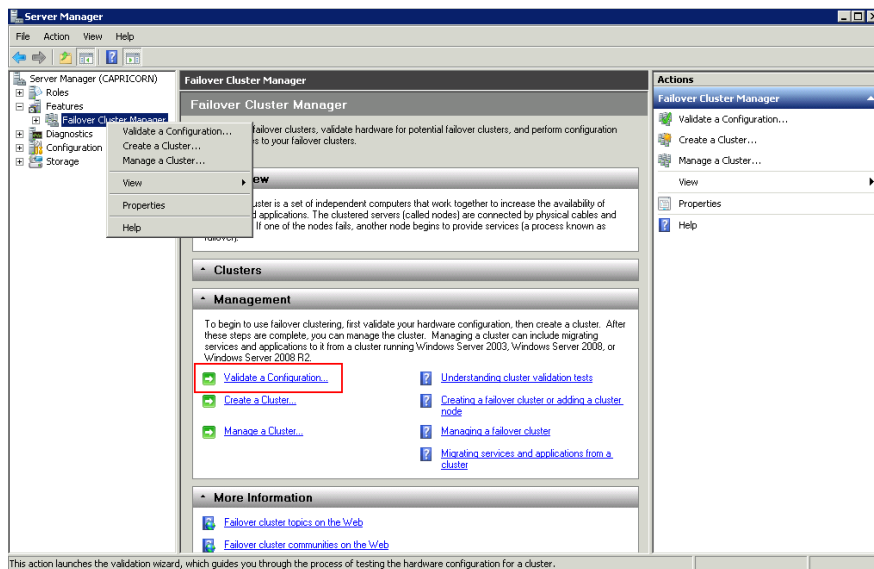 Server Manager
File Action View Help
Server Manager (CAPRICORN)
Roles
Features
Failover Cluster Manager
Diagnostics
Configuration
Storage
Validate a Configuration...
Create a Cluster...
Manage a Cluster...
View
Properties
Help
Failover Cluster Manager
Failover Cluster Manager
failover clusters, validate hardware for potential failover clusters, and perform configuration
to your failover clusters.
is a set of independent computers that work together to increase the availability of
applications. The clustered servers (called nodes) are connected by physical cables and
If one of the nodes fails, another node begins to provide services (a process known as
failover).
Clusters
Management
To begin to use failover clustering, first validate your hardware configuration, then create a cluster. After
these steps are complete, you can manage the cluster. Managing a cluster can include migrating
services and applications to it from a cluster running Windows Server 2003, Windows Server 2008, or
Windows Server 2008 R2.
Validate a Configuration...
Create a Cluster...
Manage a Cluster...
Understanding cluster validation tests
Creating a failover cluster or adding a cluster
node
Managing a failover cluster
Migrating services and applications from a
cluster
More Information
Failover cluster topics on the Web
Failover cluster communities on the Web
Actions
Failover Cluster Manager
Validate a Configuration...
Create a Cluster...
Manage a Cluster...
View
Properties
Help
This action launches the validation wizard, which guides you through the process of testing the hardware configuration for a cluster.